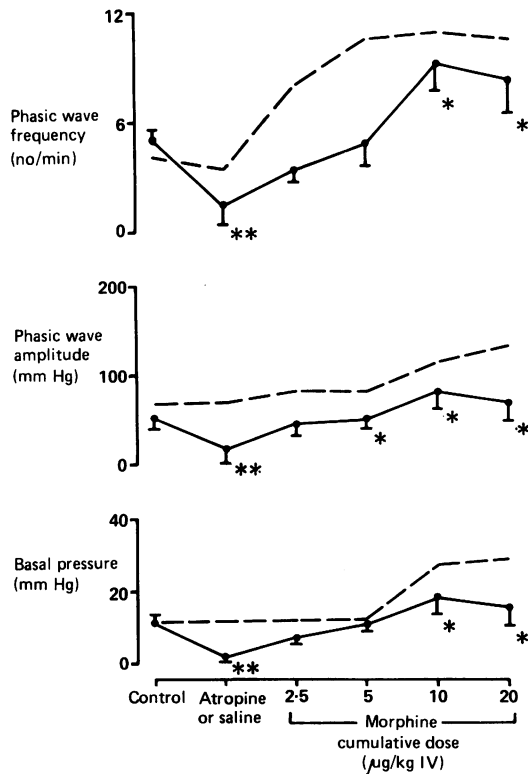 12
Phasic wave
frequency
(no/min)
6
0
*
*
**
200
Phasic wave
amplitude
(mm Hg)
100
0
**
*
*
*
40
Basal pressure
(mm Hg)
20
0
**
*
*
Control
Atropine
or saline
2·5
5
10
20
Morphine
cumulative dose
(µug/kg IV)